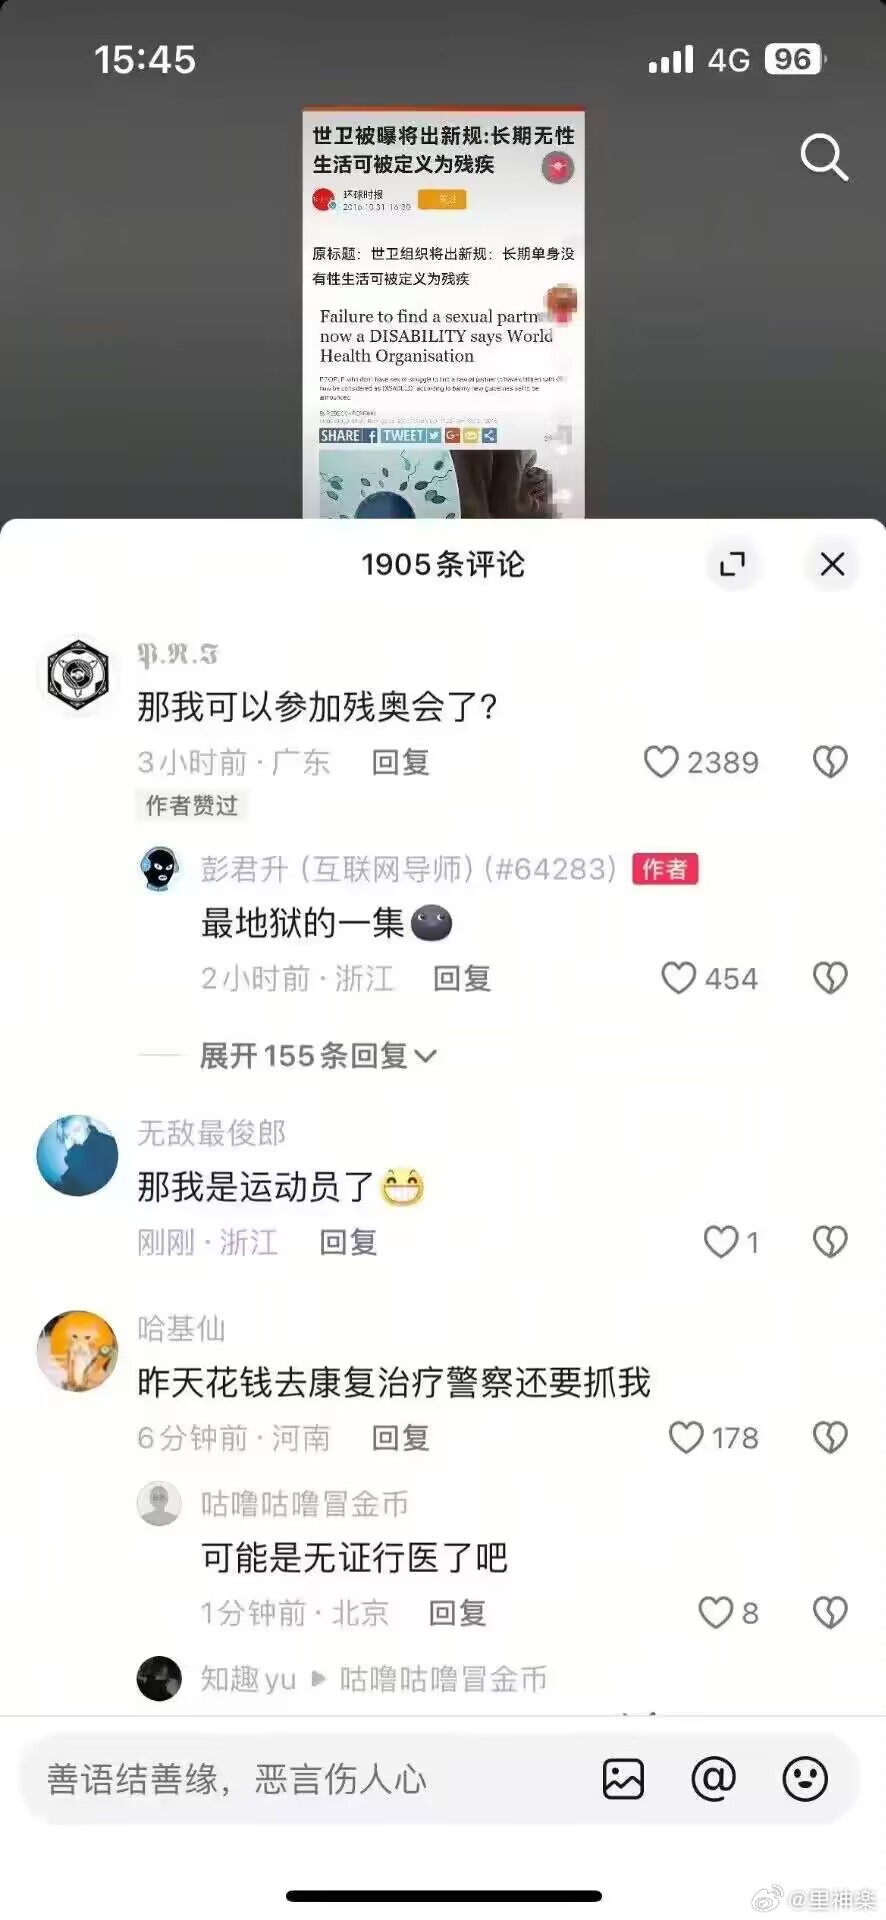 15:45
4G 96
世卫被曝将出新规:长期无性
生活可被定义为残疾
环球时报
2016.10.31 16:39
关注
原标题：世卫组织将出新规：长期单身没
有性生活可被定义为残疾
Failure to find a sexual partn
now a DISABILITY says World
Health Organisation
SHARE TWEET G+
1905条评论
𝔓.ℜ.ℑ
那我可以参加残奥会了？
3小时前·广东 回复 2389
作者赞过
彭君升（互联网导师）(#64283) 作者
最地狱的一集🌚
2小时前·浙江 回复 454
展开155条回复
无敌最俊郎
那我是运动员了😁
刚刚·浙江 回复 1
哈基仙
昨天花钱去康复治疗警察还要抓我
6分钟前·河南 回复 178
咕噜咕噜冒金币
可能是无证行医了吧
1分钟前·北京 回复 8
知趣yu ▶ 咕噜咕噜冒金币
善语结善缘，恶言伤人心
@里神楽